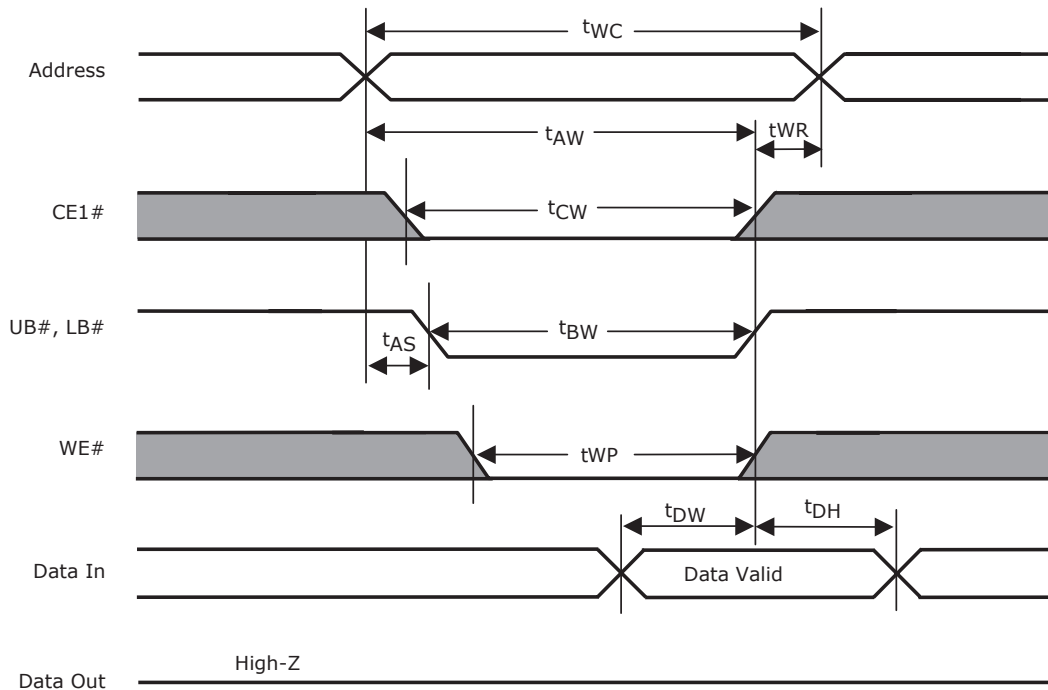 tWC
Address
tAW
tWR
CE1#
tCW
UB#, LB#
tAS
tBW
WE#
tWP
tDW
tDH
Data In
Data Valid
High-Z
Data Out